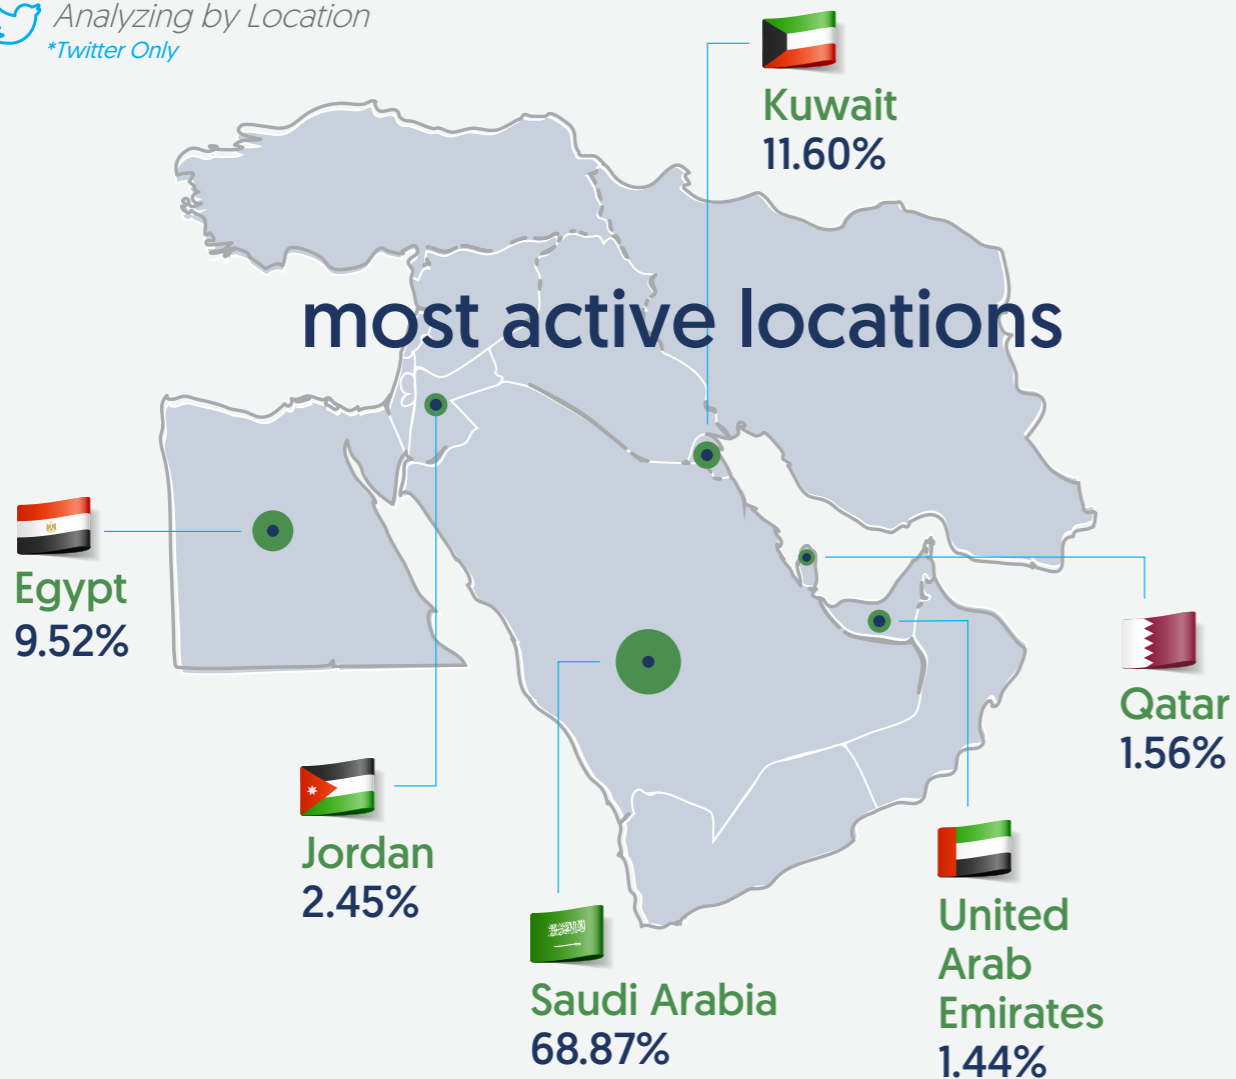 Analyzing by Location
*Twitter Only
Kuwait
11.60%
most active locations
Egypt
9.52%
Qatar
1.56%
Jordan
2.45%
United
Arab
Emirates
1.44%
Saudi Arabia
68.87%